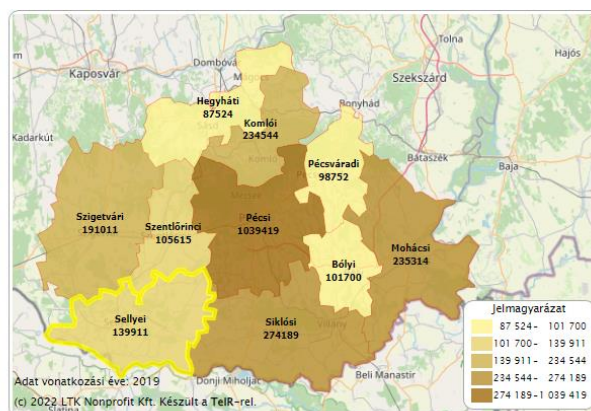 Tolna
Hajós
Dombóvár
Kaposvár
Szekszárd
Hegyháti
87524
Bonyhád
Komlói
234544
Kadarkút
Bátaszék
Pécsváradi
98752
Baja
Szigetvári
191011
Szentlőrinci
105615
Pécsi
1039419
Mohácsi
235314
Bólyi
101700
Sellyei
139911
Siklósi
274189
Villány
Jelmagyarázat
87 524- 101 700
101 700- 139 911
139 911- 234 544
234 544- 274 189
274 189-1 039 419
Beli Manastir
Donji Miholjac
Adat vonatkozási éve: 2019
Slatina
(c) 2022 LTK Nonprofit Kft. Készült a TeIR-rel.